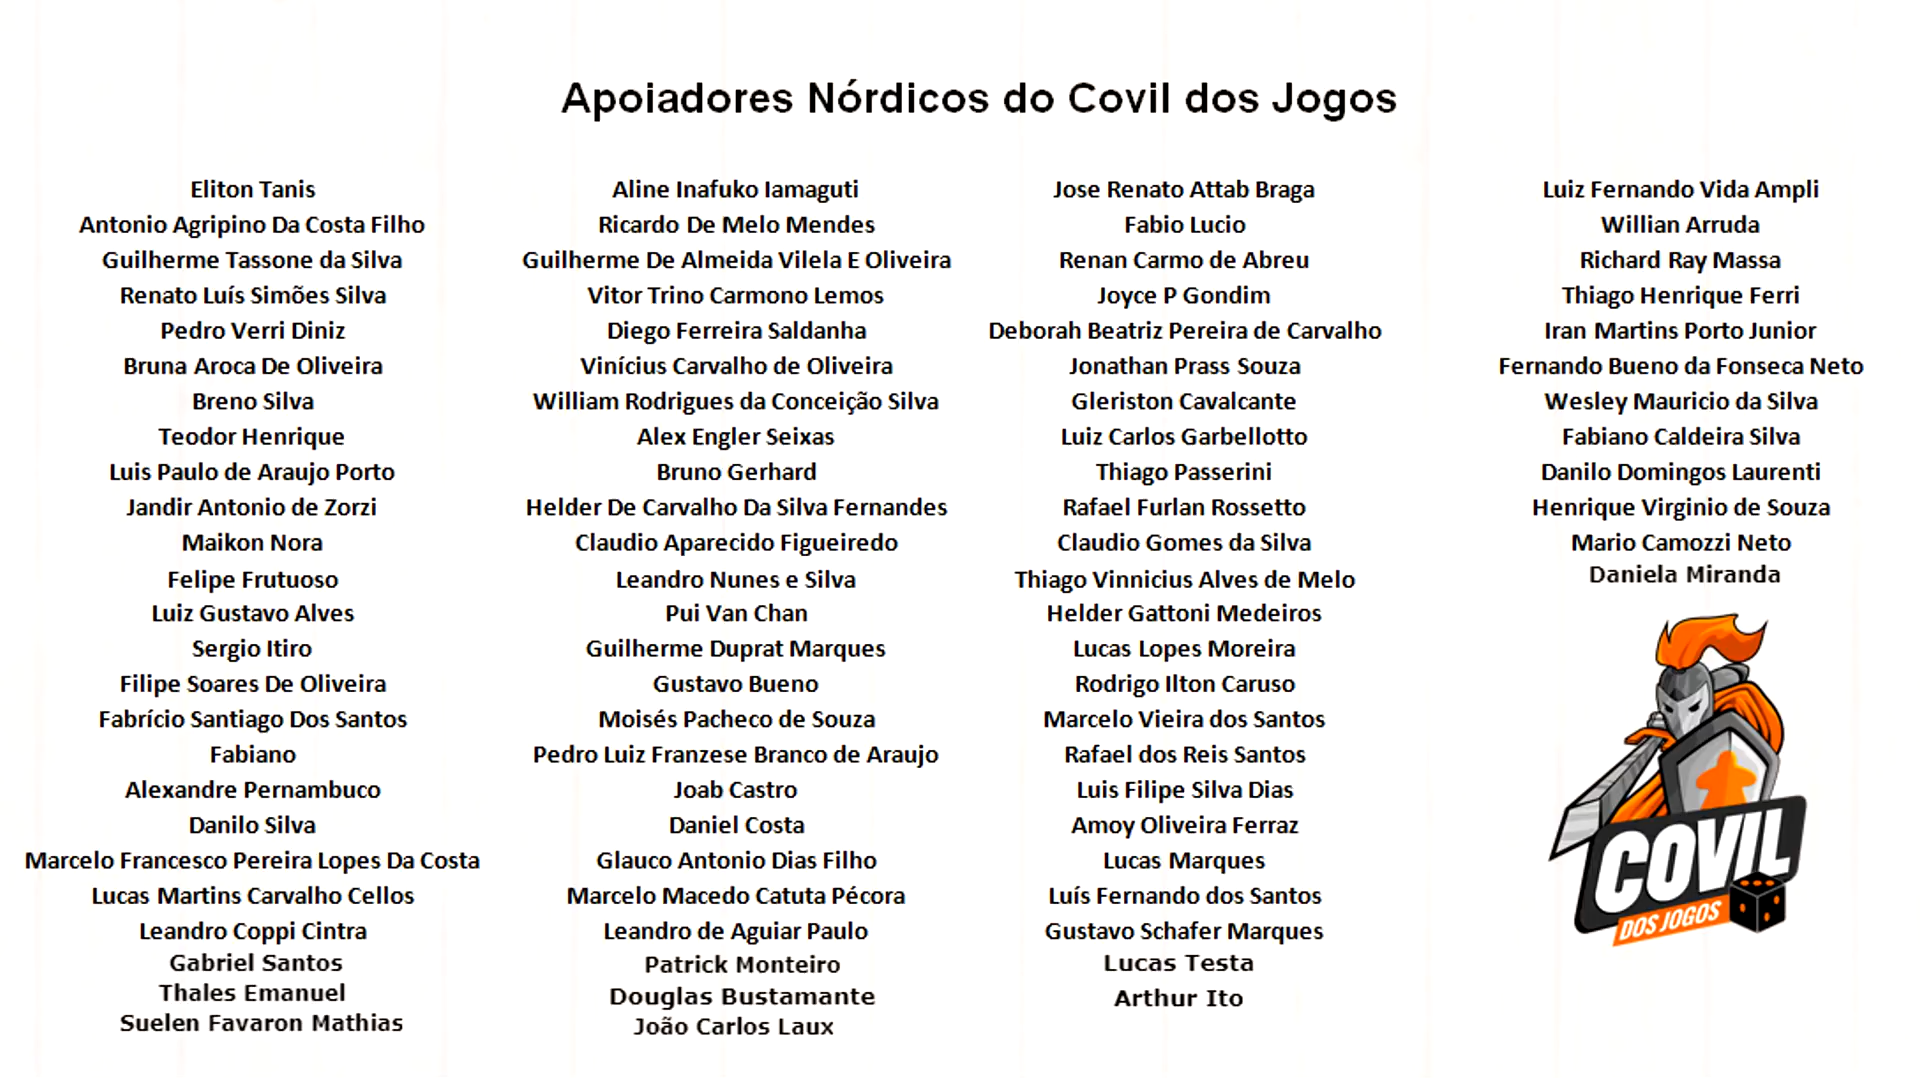 Apoiadores Nórdicos do Covil dos Jogos
Eliton Tanis
Antonio Agripino Da Costa Filho
Guilherme Tassone da Silva
Renato Luís Simões Silva
Pedro Verri Diniz
Bruna Aroca De Oliveira
Breno Silva
Teodor Henrique
Luis Paulo de Araujo Porto
Jandir Antonio de Zorzi
Maikon Nora
Felipe Frutuoso
Luiz Gustavo Alves
Sergio Itiro
Filipe Soares De Oliveira
Fabrício Santiago Dos Santos
Fabiano
Alexandre Pernambuco
Danilo Silva
Marcelo Francesco Pereira Lopes Da Costa
Lucas Martins Carvalho Cellos
Leandro Coppi Cintra
Gabriel Santos
Thales Emanuel
Suelen Favaron Mathias
Aline Inafuko Iamaguti
Ricardo De Melo Mendes
Guilherme De Almeida Vilela E Oliveira
Vitor Trino Carmono Lemos
Diego Ferreira Saldanha
Vinícius Carvalho de Oliveira
William Rodrigues da Conceição Silva
Alex Engler Seixas
Bruno Gerhard
Helder De Carvalho Da Silva Fernandes
Claudio Aparecido Figueiredo
Leandro Nunes e Silva
Pui Van Chan
Guilherme Duprat Marques
Gustavo Bueno
Moisés Pacheco de Souza
Pedro Luiz Franzese Branco de Araujo
Joab Castro
Daniel Costa
Glauco Antonio Dias Filho
Marcelo Macedo Catuta Pécora
Leandro de Aguiar Paulo
Patrick Monteiro
Douglas Bustamante
João Carlos Laux
Jose Renato Attab Braga
Fabio Lucio
Renan Carmo de Abreu
Joyce P Gondim
Deborah Beatriz Pereira de Carvalho
Jonathan Prass Souza
Gleriston Cavalcante
Luiz Carlos Garbellotto
Thiago Passerini
Rafael Furlan Rossetto
Claudio Gomes da Silva
Thiago Vinnicius Alves de Melo
Helder Gattoni Medeiros
Lucas Lopes Moreira
Rodrigo Ilton Caruso
Marcelo Vieira dos Santos
Rafael dos Reis Santos
Luis Filipe Silva Dias
Amoy Oliveira Ferraz
Lucas Marques
Luís Fernando dos Santos
Gustavo Schafer Marques
Lucas Testa
Arthur Ito
Luiz Fernando Vida Ampli
Willian Arruda
Richard Ray Massa
Thiago Henrique Ferri
Iran Martins Porto Junior
Fernando Bueno da Fonseca Neto
Wesley Mauricio da Silva
Fabiano Caldeira Silva
Danilo Domingos Laurenti
Henrique Virginio de Souza
Mario Camozzi Neto
Daniela Miranda
COVIL
DOS JOGOS